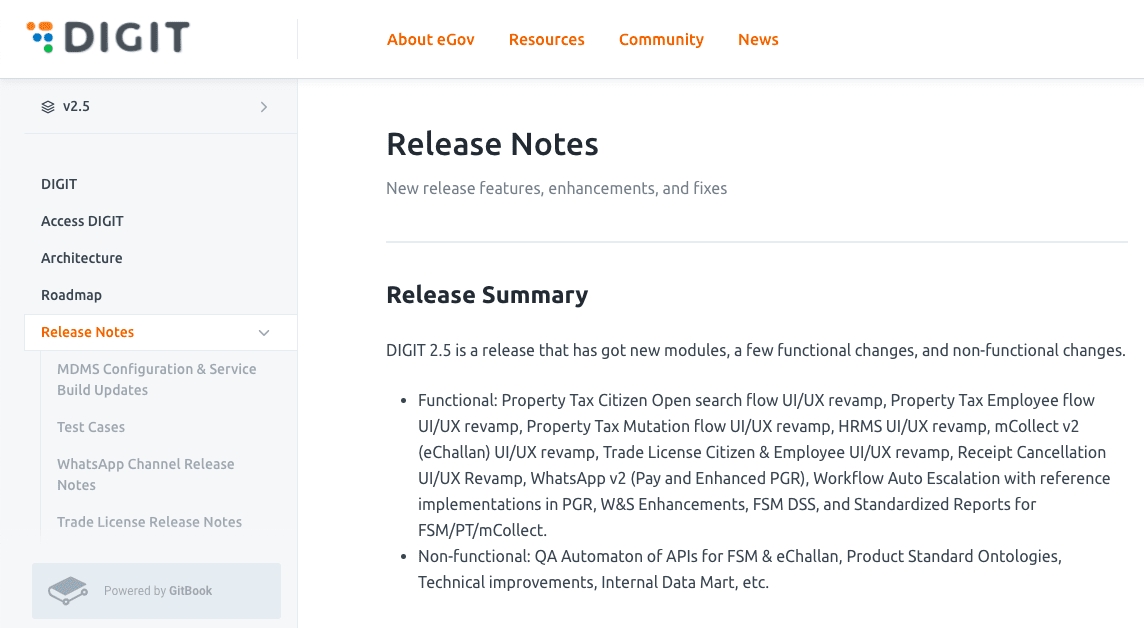 DIGIT
About eGov Resources Community News
v2.5
DIGIT
Access DIGIT
Architecture
Roadmap
Release Notes
MDMS Configuration & Service
Build Updates
Test Cases
WhatsApp Channel Release
Notes
Trade License Release Notes
Powered by GitBook
Release Notes
New release features, enhancements, and fixes
Release Summary
DIGIT 2.5 is a release that has got new modules, a few functional changes, and non-functional changes.
• Functional: Property Tax Citizen Open search flow UI/UX revamp, Property Tax Employee flow
UI/UX revamp, Property Tax Mutation flow UI/UX revamp, HRMS UI/UX revamp, mCollect v2
(eChallan) UI/UX revamp, Trade License Citizen & Employee UI/UX revamp, Receipt Cancellation
UI/UX Revamp, WhatsApp v2 (Pay and Enhanced PGR), Workflow Auto Escalation with reference
implementations in PGR, W&S Enhancements, FSM DSS, and Standardized Reports for
FSM/PT/mCollect.
• Non-functional: QA Automaton of APIs for FSM & eChallan, Product Standard Ontologies,
Technical improvements, Internal Data Mart, etc.